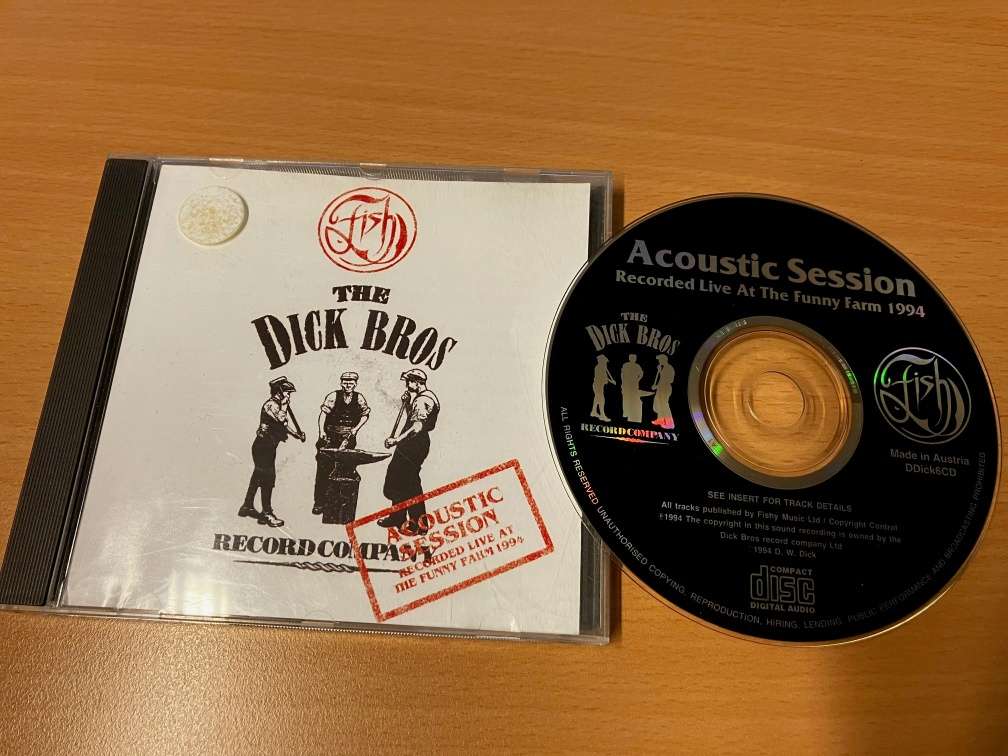 Fish
THE
DICK BROS
RECORD COMPANY
ACOUSTIC
SESSION
RECORDED LIVE AT
THE FUNNY FARM 1994
Acoustic Session
Recorded Live At The Funny Farm 1994
THE
DICK BROS
RECORD COMPANY
Fish
Made in Austria
DDick6CD
SEE INSERT FOR TRACK DETAILS
All tracks published by Fishy Music Ltd / Copyright Control
1994 The copyright in this sound recording is owned by the
Dick Bros record company Ltd
1994 D. W. Dick
COMPACT
disc
DIGITAL AUDIO
ALL RIGHTS RESERVED UNAUTHORISED COPYING, REPRODUCTION, HIRING, LENDING, PUBLIC PERFORMANCE AND BROADCASTING PROHIBITED